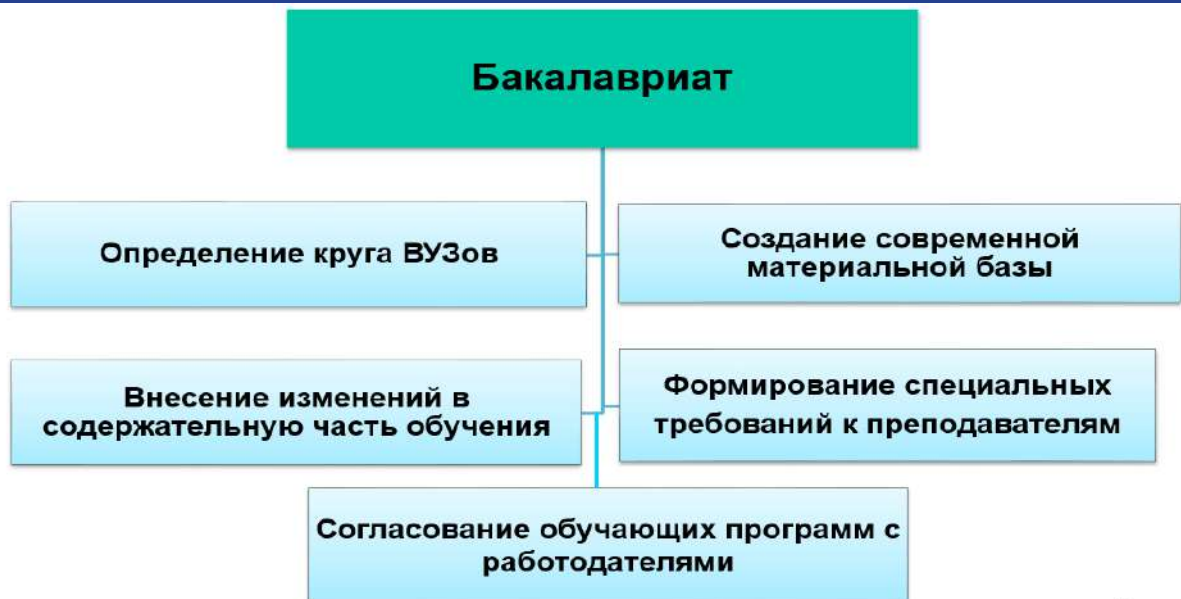 Бакалавриат
Определение круга ВУЗов
Создание современной
материальной базы
Внесение изменений в
содержательную часть обучения
Формирование специальных
требований к преподавателям
Согласование обучающих программ с
работодателями